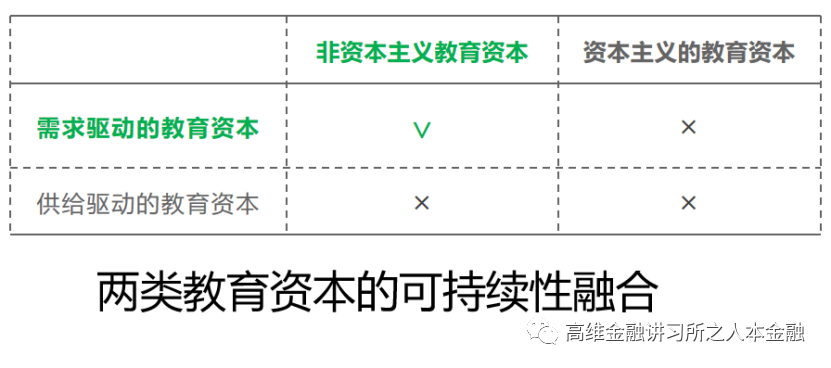 非资本主义教育资本 资本主义的教育资本
需求驱动的教育资本 √ ×
供给驱动的教育资本 × ×
两类教育资本的可持续性融合
高维金融讲习所之人本金融